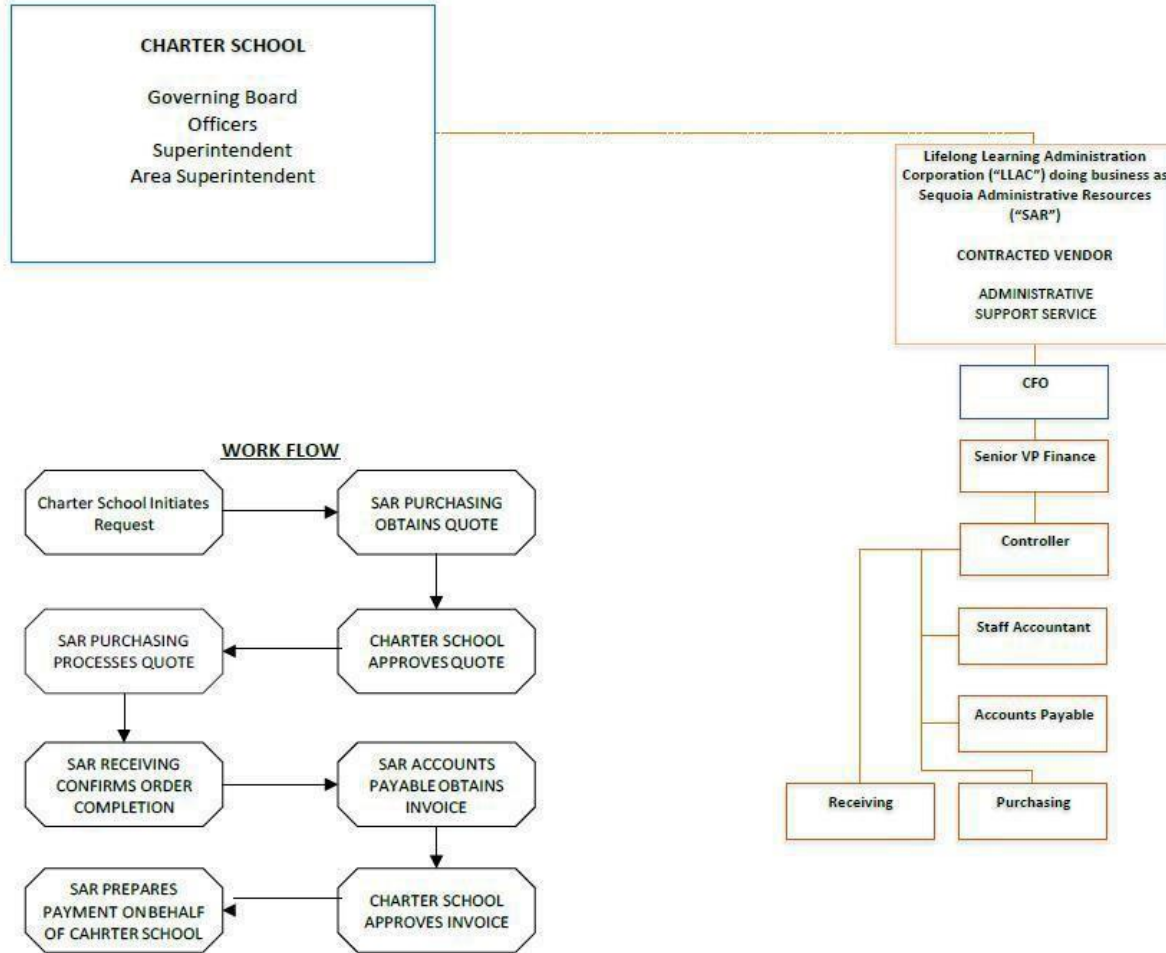 CHARTER SCHOOL
Governing Board
Officers
Superintendent
Area Superintendent
Lifelong Learning Administration
Corporation (“LLAC”) doing business as
Sequoia Administrative Resources
(“SAR”)
CONTRACTED VENDOR
ADMINISTRATIVE
SUPPORT SERVICE
CFO
Senior VP Finance
Controller
Staff Accountant
Accounts Payable
Receiving
Purchasing
WORK FLOW
Charter School Initiates
Request
SAR PURCHASING
OBTAINS QUOTE
CHARTER SCHOOL
APPROVES QUOTE
SAR PURCHASING
PROCESSES QUOTE
SAR RECEIVING
CONFIRMS ORDER
COMPLETION
SAR ACCOUNTS
PAYABLE OBTAINS
INVOICE
CHARTER SCHOOL
APPROVES INVOICE
SAR PREPARES
PAYMENT ON BEHALF
OF CAHRTER SCHOOL